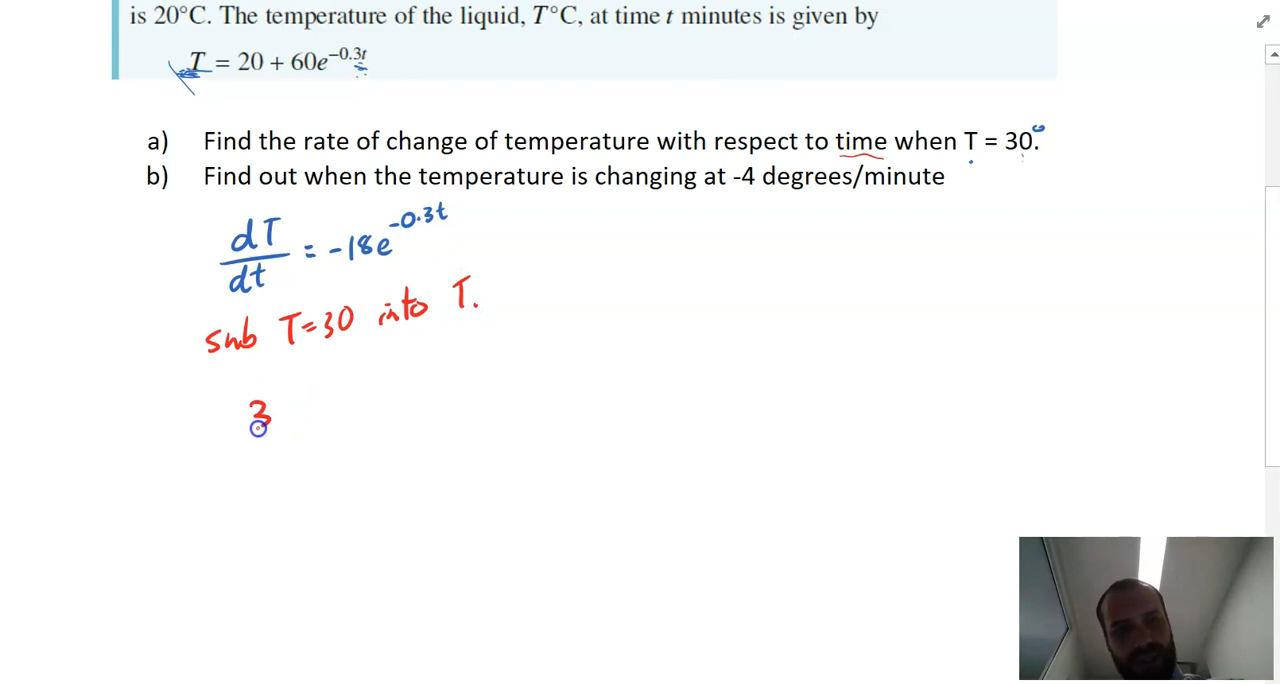 is 20°C. The temperature of the liquid, T°C, at time t minutes is given by
T = 20 + 60e^{-0.3t}
a) Find the rate of change of temperature with respect to time when T = 30°.
b) Find out when the temperature is changing at -4 degrees/minute
dT/dt = -18e^{-0.3t}
sub T=30 into T.
3